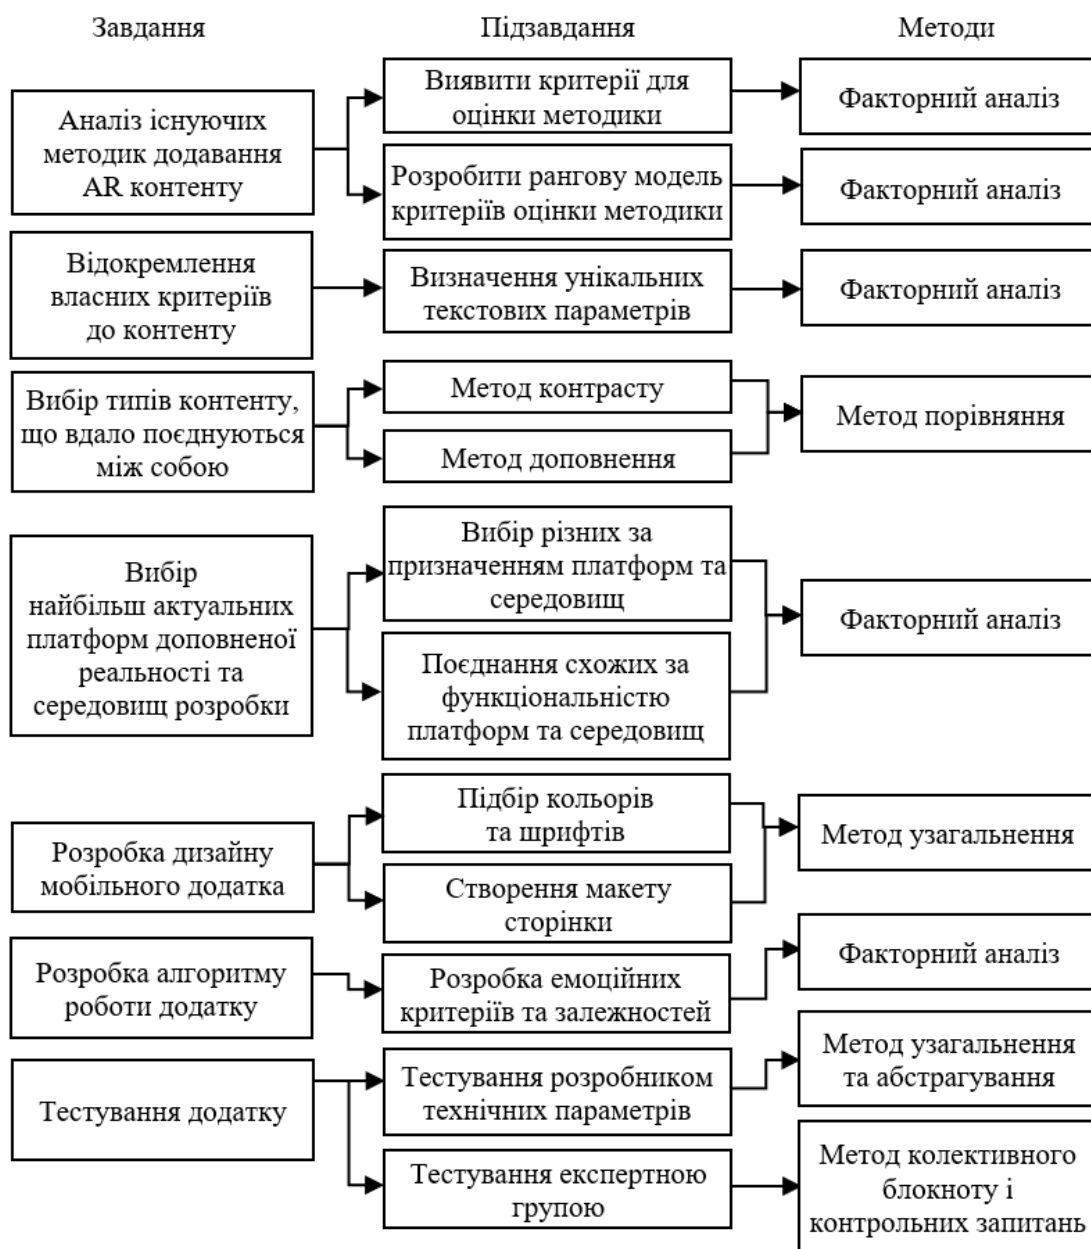 Завдання
Підзавдання
Методи
Аналіз існуючих
методик додавання
AR контенту
Виявити критерії для
оцінки методики
Факторний аналіз
Розробити рангову модель
критеріїв оцінки методики
Факторний аналіз
Відокремлення
власних критеріїв
до контенту
Визначення унікальних
текстових параметрів
Факторний аналіз
Вибір типів контенту,
що вдало поєднуються
між собою
Метод контрасту
Метод доповнення
Метод порівняння
Вибір
найбільш актуальних
платформ доповненої
реальності та
середовищ розробки
Вибір різних за
призначенням платформ та
середовищ
Поєднання схожих за
функціональністю
платформ та середовищ
Факторний аналіз
Розробка дизайну
мобільного додатка
Підбір кольорів
та шрифтів
Створення макету
сторінки
Метод узагальнення
Розробка алгоритму
роботи додатку
Розробка емоційних
критеріїв та залежностей
Факторний аналіз
Тестування додатку
Тестування розробником
технічних параметрів
Метод узагальнення
та абстрагування
Тестування експертною
групою
Метод колективного
блокноту і
контрольних запитань